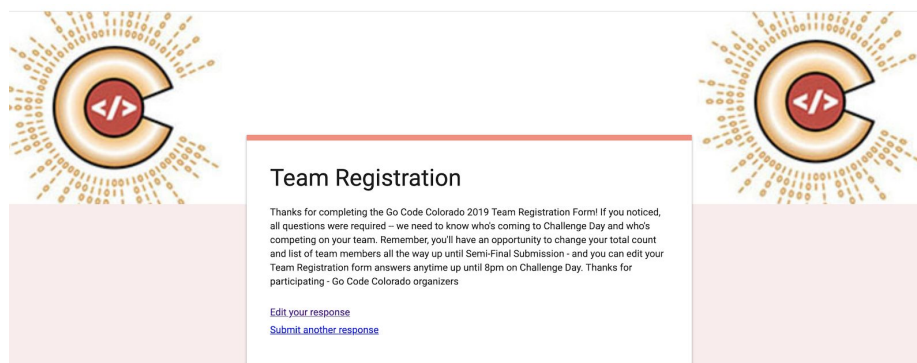 </>
</>
Team Registration
Thanks for completing the Go Code Colorado 2019 Team Registration Form! If you noticed,
all questions were required – we need to know who's coming to Challenge Day and who's
competing on your team. Remember, you'll have an opportunity to change your total count
and list of team members all the way up until Semi-Final Submission - and you can edit your
Team Registration form answers anytime up until 8pm on Challenge Day. Thanks for
participating - Go Code Colorado organizers
Edit your response
Submit another response